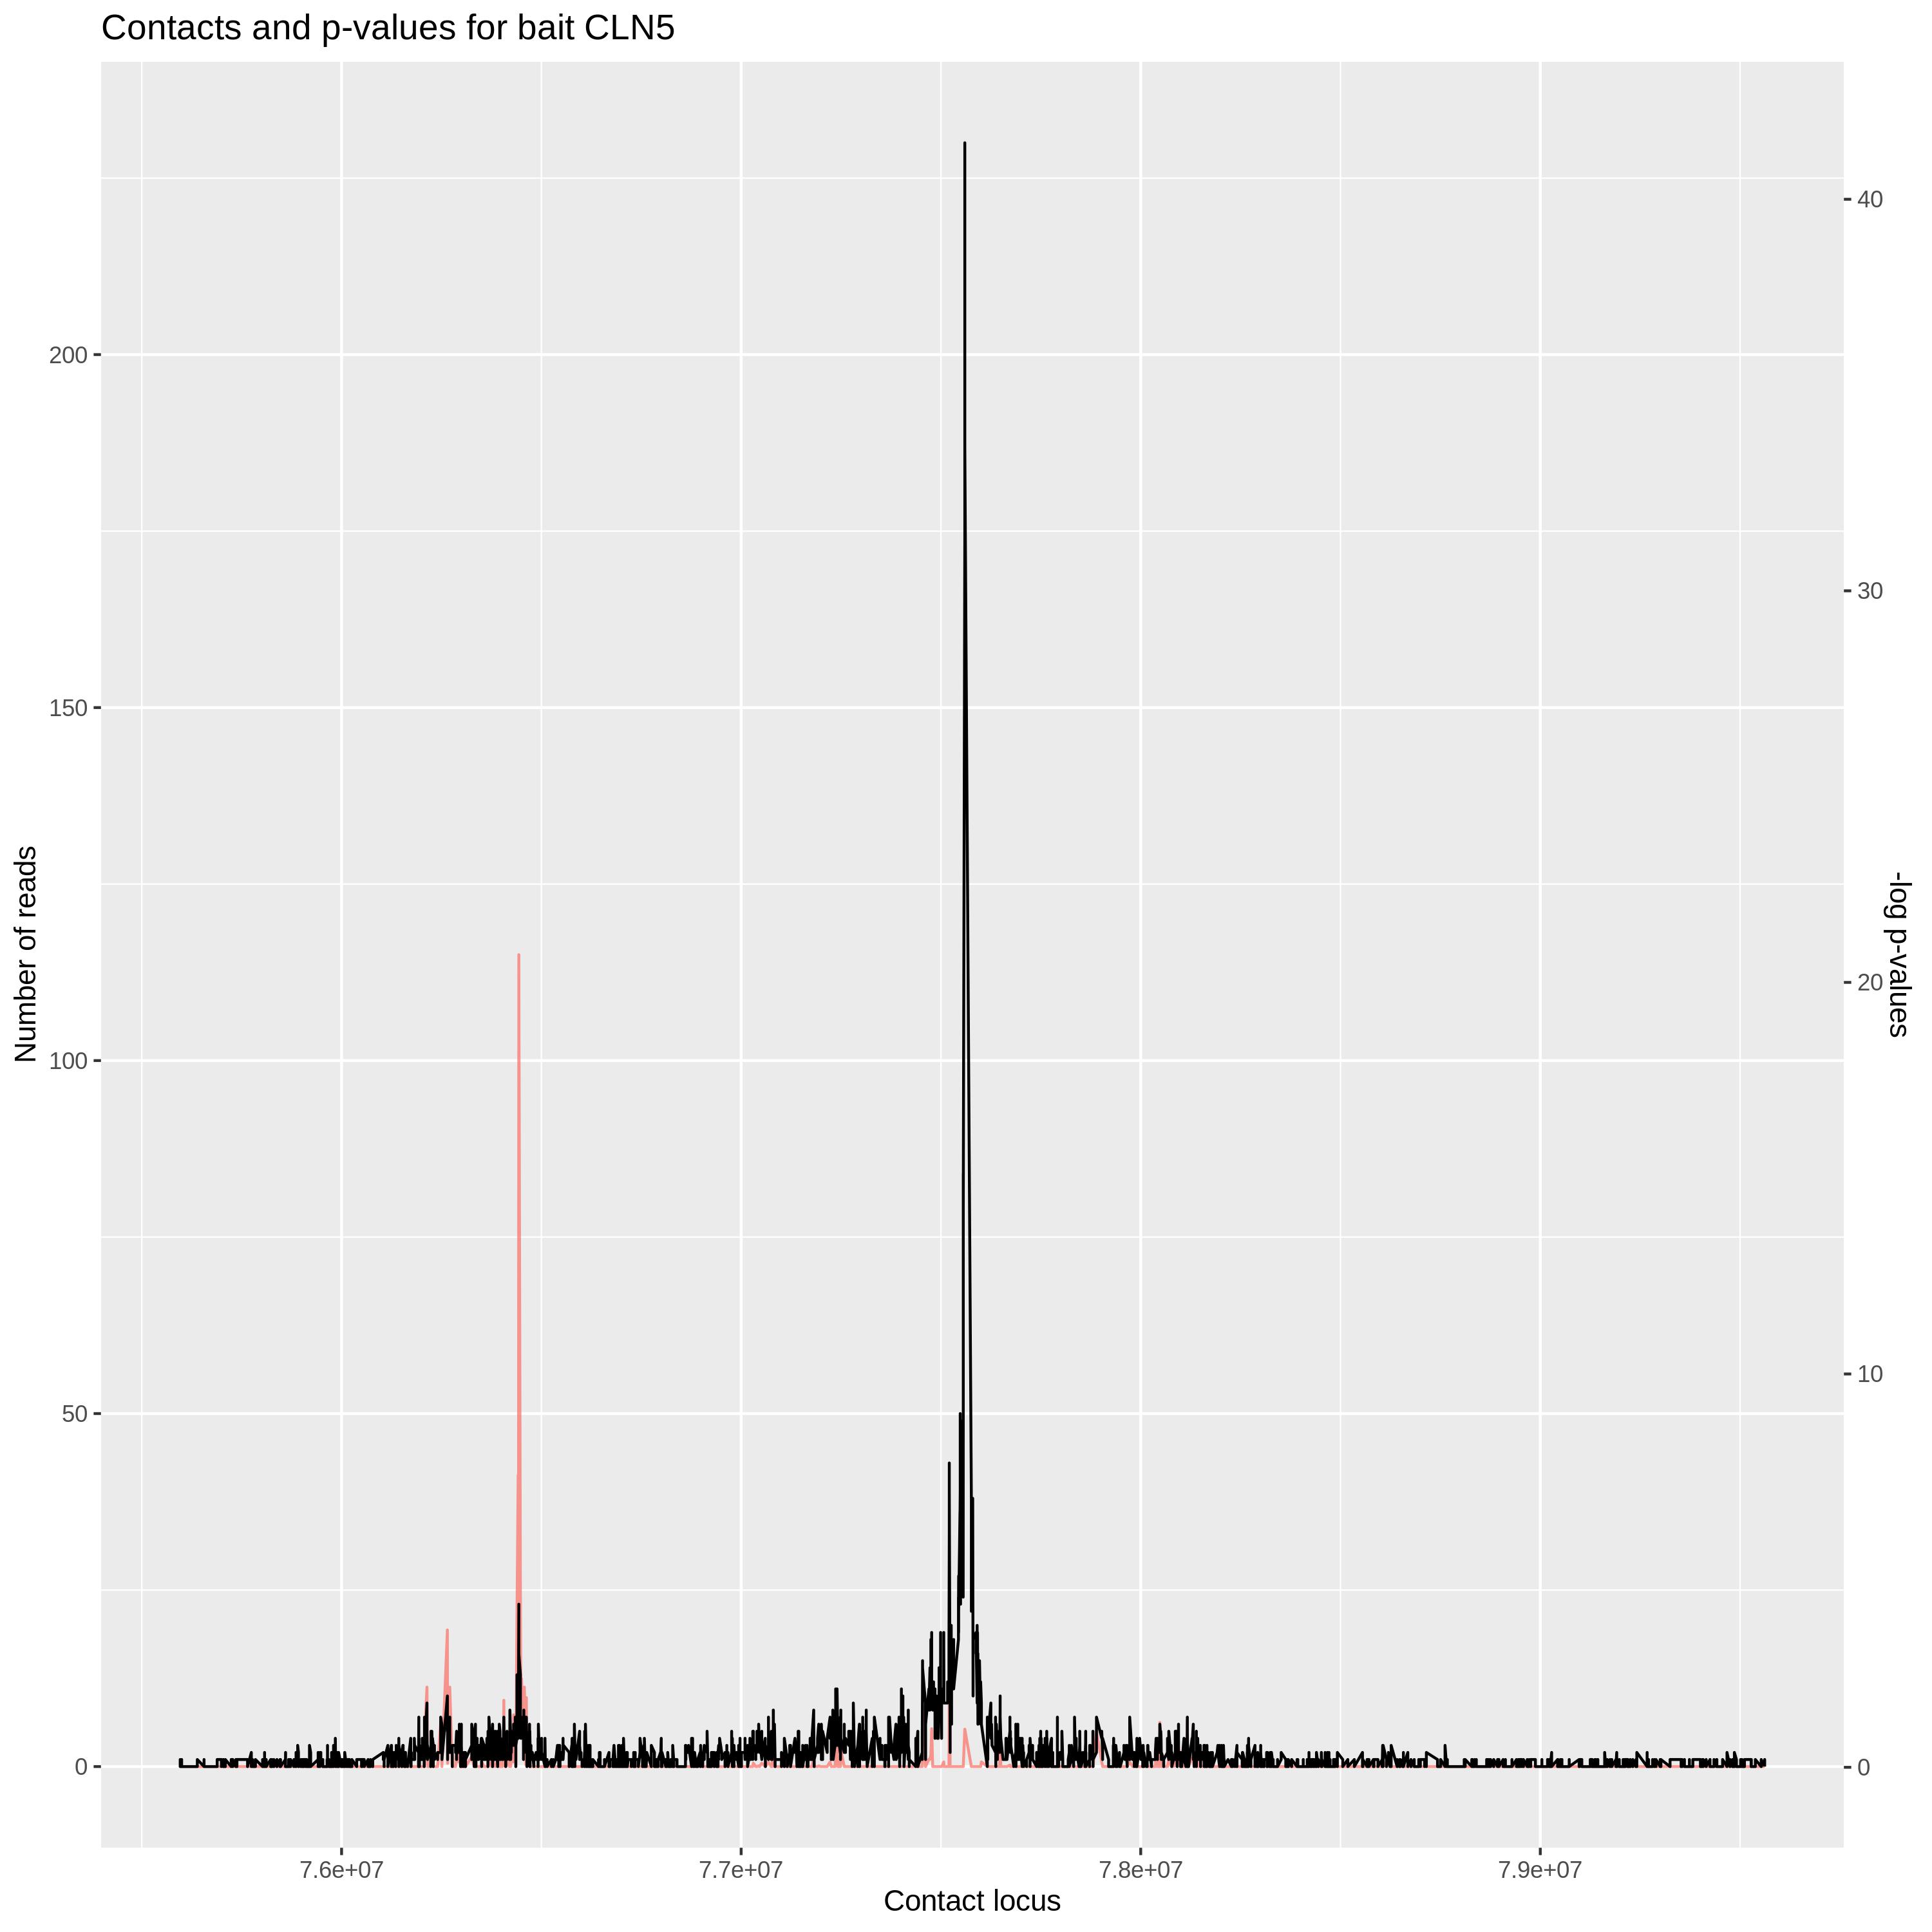 Contacts and p-values for bait CLN5
Number of reads
200
150
100
50
0
40
30
20
10
0
-log p-values
7.6e+07 7.7e+07 7.8e+07 7.9e+07
Contact locus